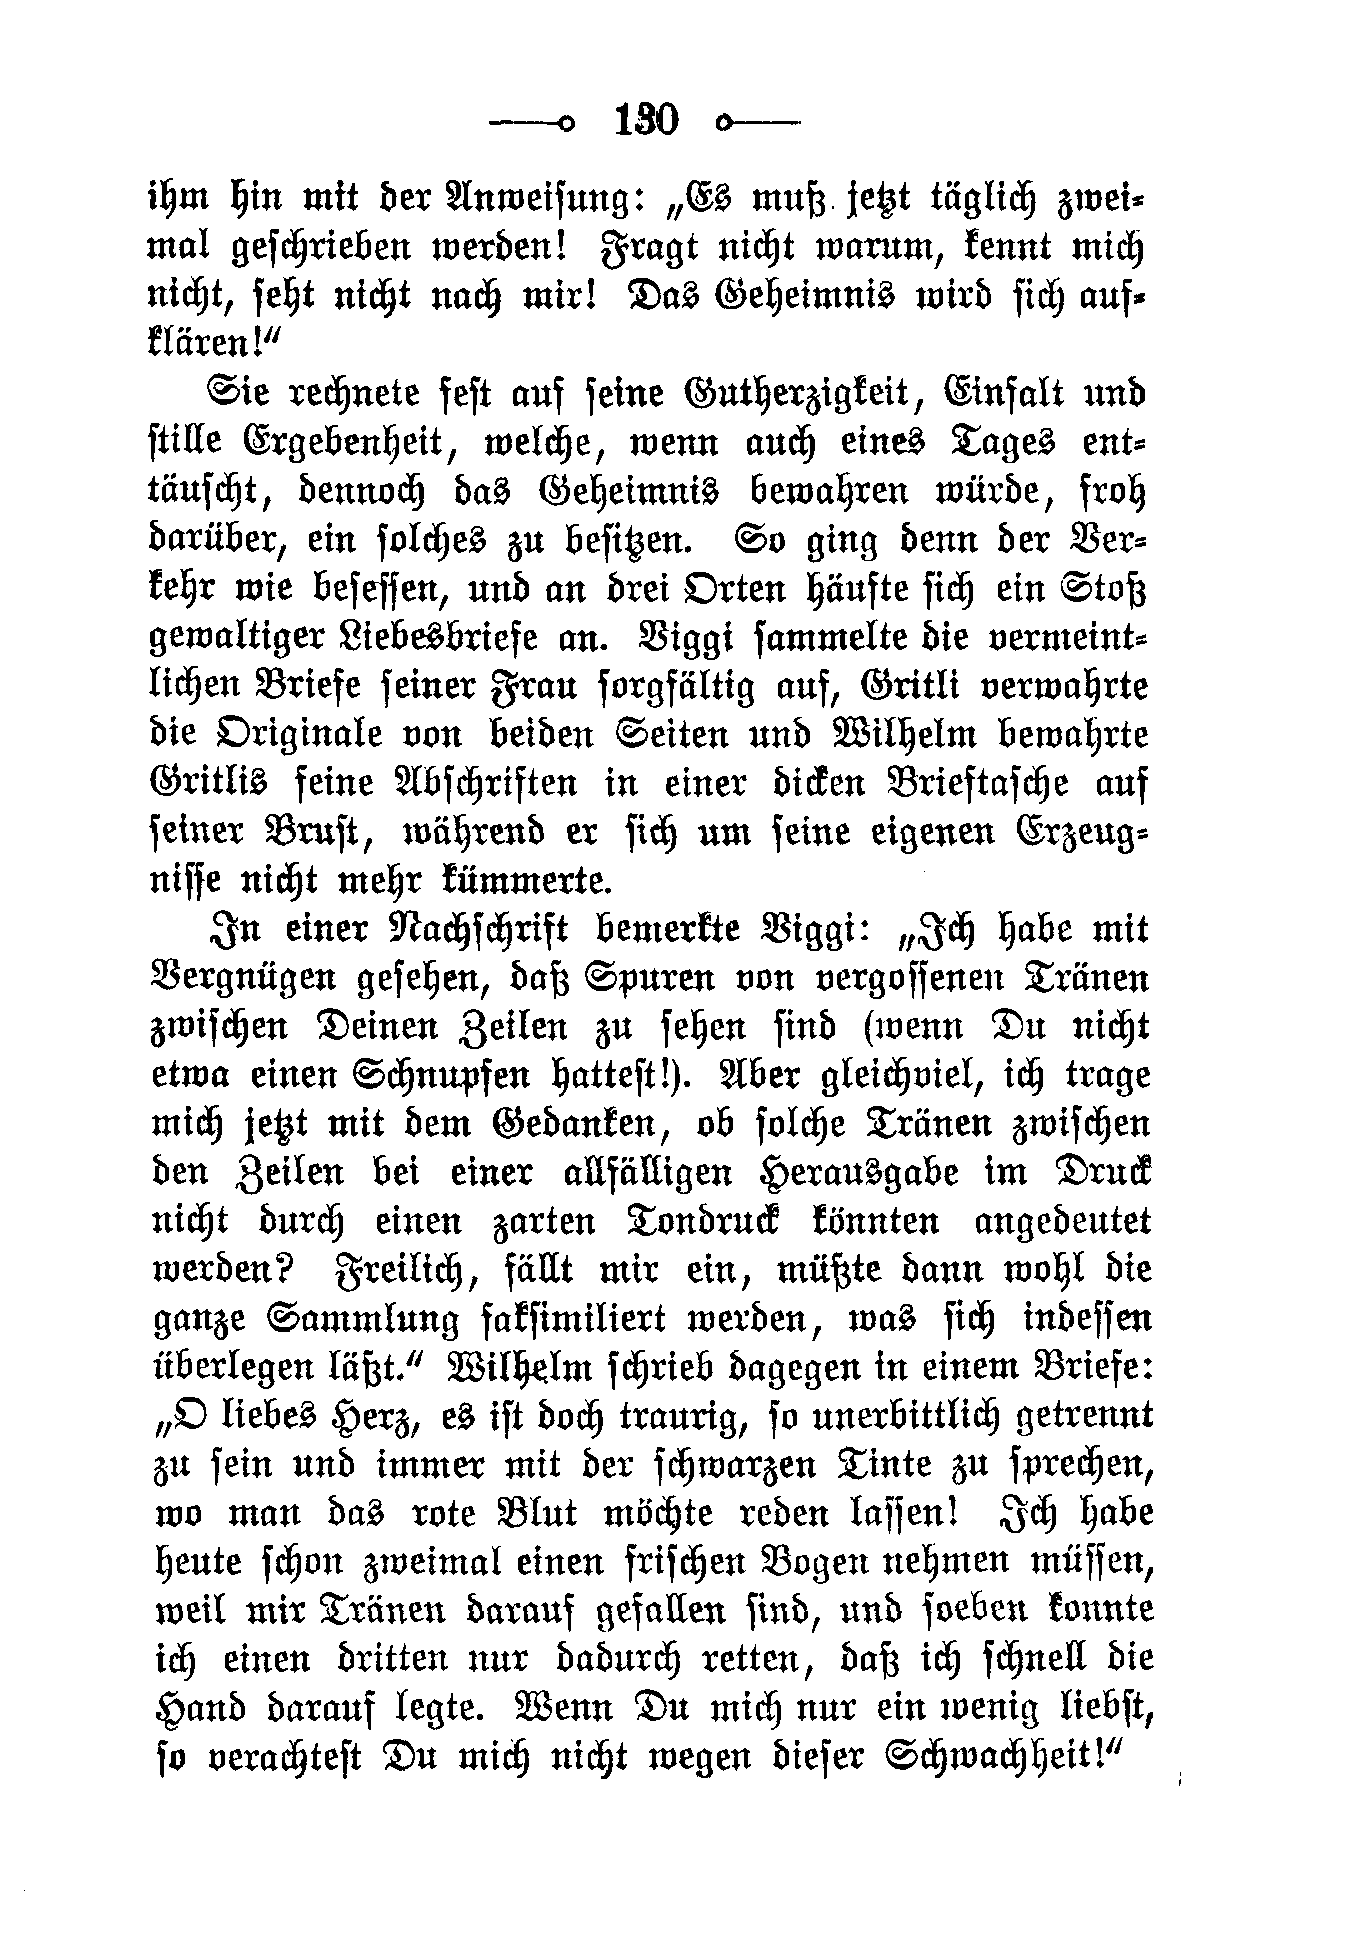 130
ihm hin mit der Anweisung: „Es muß jetzt täglich zwei-
mal geschrieben werden! Fragt nicht warum, kennt mich
nicht, seht nicht nach mir! Das Geheimnis wird sich auf-
klären!“
Sie rechnete fest auf seine Gutherzigkeit, Einfalt und
stille Ergebenheit, welche, wenn auch eines Tages ent-
täuscht, dennoch das Geheimnis bewahren würde, froh
darüber, ein solches zu besitzen. So ging denn der Ver-
kehr wie besessen, und an drei Orten häufte sich ein Stoß
gewaltiger Liebesbriefe an. Viggi sammelte die vermeint-
lichen Briefe seiner Frau sorgfältig auf, Gritli verwahrte
die Originale von beiden Seiten und Wilhelm bewahrte
Gritlis feine Abschriften in einer dicken Brieftasche auf
seiner Brust, während er sich um seine eigenen Erzeug-
nisse nicht mehr kümmerte.
In einer Nachschrift bemerkte Viggi: „Ich habe mit
Vergnügen gesehen, daß Spuren von vergossenen Tränen
zwischen Deinen Zeilen zu sehen sind (wenn Du nicht
etwa einen Schnupfen hattest!). Aber gleichviel, ich trage
mich jetzt mit dem Gedanken, ob solche Tränen zwischen
den Zeilen bei einer allfälligen Herausgabe im Druck
nicht durch einen zarten Tondruck könnten angedeutet
werden? Freilich, fällt mir ein, müßte dann wohl die
ganze Sammlung faksimiliert werden, was sich indessen
überlegen läßt.“ Wilhelm schrieb dagegen in einem Briefe:
„O liebes Herz, es ist doch traurig, so unerbittlich getrennt
zu sein und immer mit der schwarzen Tinte zu sprechen,
wo man das rote Blut möchte reden lassen! Ich habe
heute schon zweimal einen frischen Bogen nehmen müssen,
weil mir Tränen darauf gefallen sind, und soeben konnte
ich einen dritten nur dadurch retten, daß ich schnell die
Hand darauf legte. Wenn Du mich nur ein wenig liebst,
so verachtest Du mich nicht wegen dieser Schwachheit!“